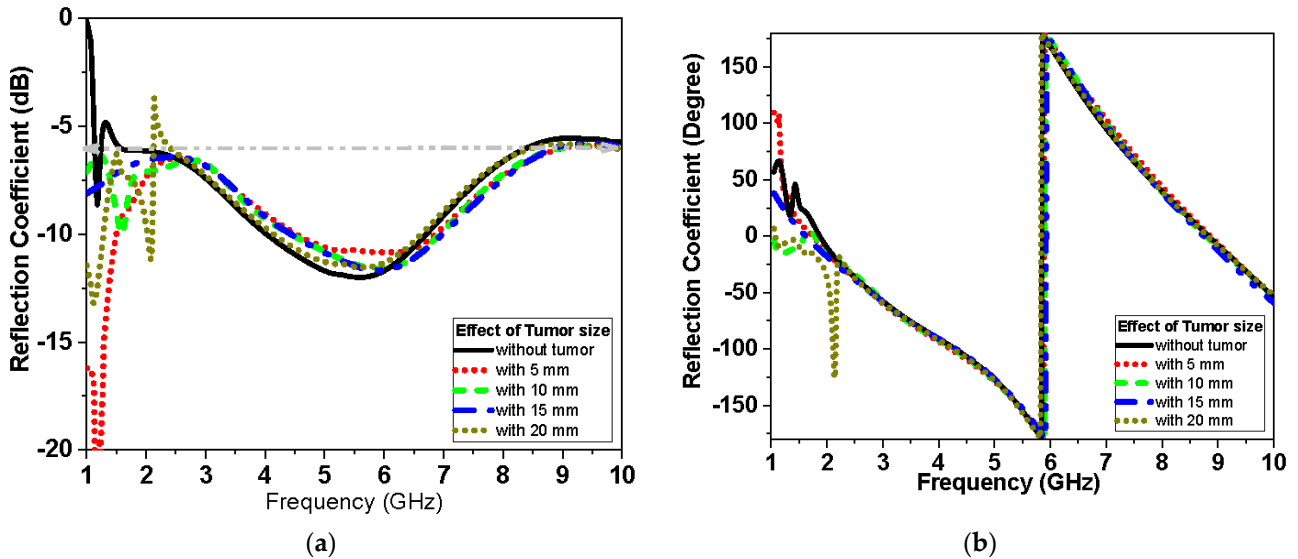 Reflection Coefficient (dB)
0
-5
-10
-15
-20
Effect of Tumor size
without tumor
with 5 mm
with 10 mm
with 15 mm
with 20 mm
1 2 3 4 5 6 7 8 9 10
Frequency (GHz)
(a)
Reflection Coefficient (Degree)
150
100
50
0
-50
-100
-150
Effect of Tumor size
without tumor
with 5 mm
with 10 mm
with 15 mm
with 20 mm
1 2 3 4 5 6 7 8 9 10
Frequency (GHz)
(b)